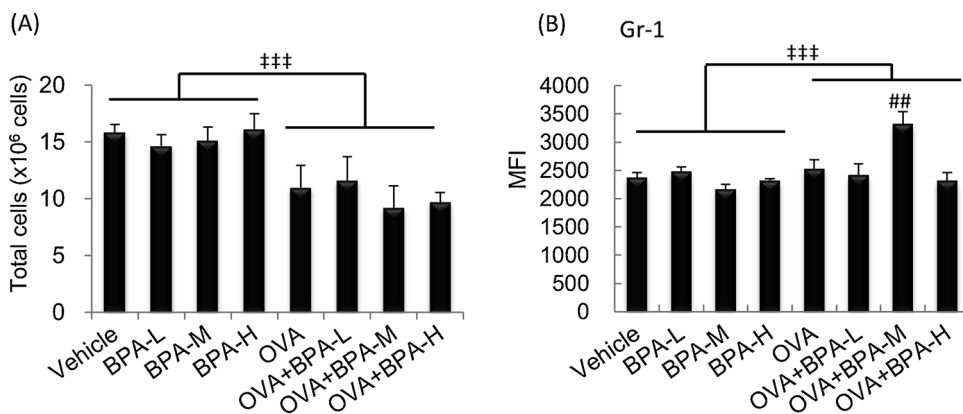 (A)
‡‡‡
Total cells (x10⁶ cells)
20
15
10
5
0
Vehicle
BPA-L
BPA-M
BPA-H
OVA
OVA+BPA-L
OVA+BPA-M
OVA+BPA-H
(B) Gr-1
‡‡‡
##
MFI
4000
3500
3000
2500
2000
1500
1000
500
0
Vehicle
BPA-L
BPA-M
BPA-H
OVA
OVA+BPA-L
OVA+BPA-M
OVA+BPA-H